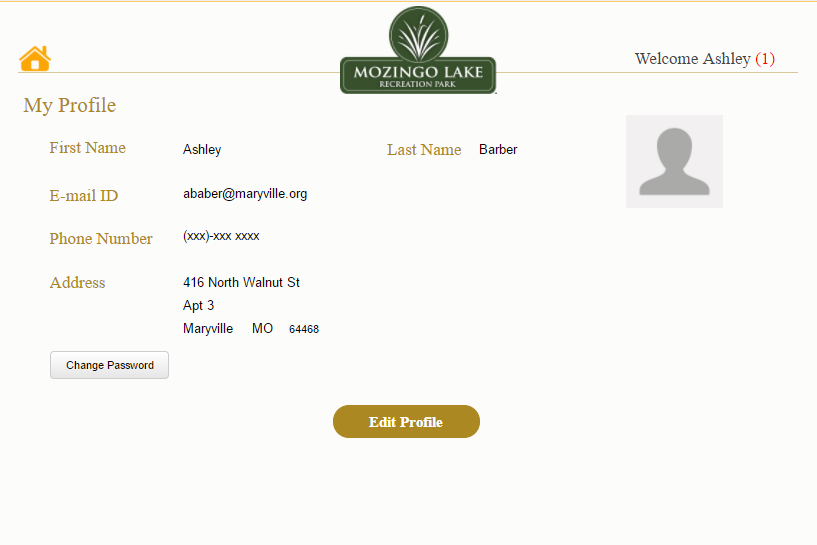 MOZINGO LAKE
RECREATION PARK
Welcome Ashley (1)
My Profile
First Name Ashley Last Name Barber
E-mail ID ababer@maryville.org
Phone Number (xxx)-xxx xxxx
Address 416 North Walnut St
Apt 3
Maryville MO 64468
Change Password
Edit Profile